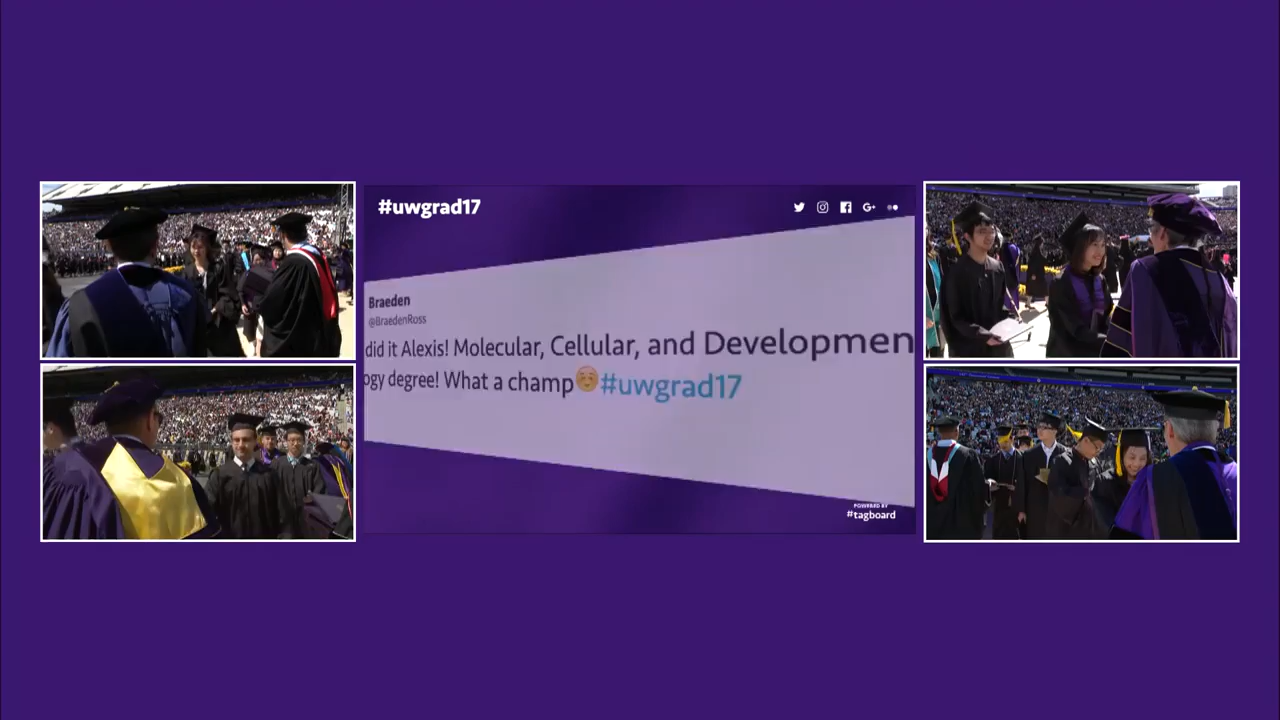 #uwgrad17
Braeden
@BraedenRoss
did it Alexis! Molecular, Cellular, and Developmen
ogy degree! What a champ☺️#uwgrad17
POWERED BY
#tagboard